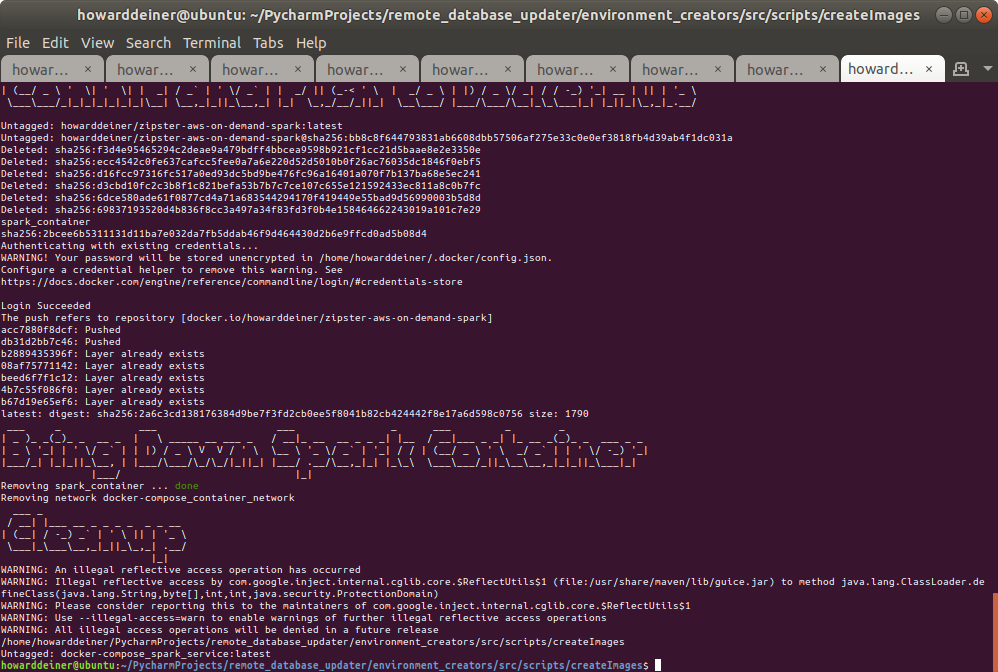 howarddeiner@ubuntu: ~/PycharmProjects/remote_database_updater/environment_creators/src/scripts/createImages
File Edit View Search Terminal Tabs Help
howar... × howar... × howar... × howar... × howar... × howar... × howar... × howar... × howard... ×
Untagged: howarddeiner/zipster-aws-on-demand-spark:latest
Untagged: howarddeiner/zipster-aws-on-demand-spark@sha256:bb8c8f644793831ab6608dbb57506af275e33c0e0ef3818fb4d39ab4f1dc031a
Deleted: sha256:f3d4e95465294c2deae9a479bdff4bbcea9598b921cf1cc21d5baae8e2e3350e
Deleted: sha256:ecc4542c0fe637cafcc5fee0a7a6e220d52d5010b0f26ac76035dc1846f0ebf5
Deleted: sha256:d16fcc97316fc517a0ed93dc5bd9be476fc96a16401a070f7b137ba68e5ec241
Deleted: sha256:d3cbd10fc2c3b8f1c821befa53b7b7c7ce107c655e121592433ec811a8c0b7fc
Deleted: sha256:6dce580ade61f0877cd4a71a683544294170f419449e55bad9d56990003b5d8d
Deleted: sha256:69837193520d4b836f8cc3a497a34f83fd3f0b4e158464662243019a101c7e29
spark_container
sha256:2bcee6b5311131d11ba7e032da7fb5ddab46f9d464430d2b6e9ffcd0ad5b08d4
Authenticating with existing credentials...
WARNING! Your password will be stored unencrypted in /home/howarddeiner/.docker/config.json.
Configure a credential helper to remove this warning. See
https://docs.docker.com/engine/reference/commandline/login/#credentials-store
Login Succeeded
The push refers to repository [docker.io/howarddeiner/zipster-aws-on-demand-spark]
acc7880f8dcf: Pushed
db31d2bb7c46: Pushed
b2889435396f: Layer already exists
08af75771142: Layer already exists
beed6f7f1c12: Layer already exists
4b7c55f086f0: Layer already exists
b67d19e65ef6: Layer already exists
latest: digest: sha256:2a6c3cd138176384d9be7f3fd2cb0ee5f8041b82cb424442f8e17a6d598c0756 size: 1790
Bring Down Spark Container
Removing spark_container ... done
Removing network docker-compose_container_network
Cleanup
WARNING: An illegal reflective access operation has occurred
WARNING: Illegal reflective access by com.google.inject.internal.cglib.core.$ReflectUtils$1 (file:/usr/share/maven/lib/guice.jar) to method java.lang.ClassLoader.de
fineClass(java.lang.String,byte[],int,int,java.security.ProtectionDomain)
WARNING: Please consider reporting this to the maintainers of com.google.inject.internal.cglib.core.$ReflectUtils$1
WARNING: Use --illegal-access=warn to enable warnings of further illegal reflective access operations
WARNING: All illegal access operations will be denied in a future release
/home/howarddeiner/PycharmProjects/remote_database_updater/environment_creators/src/scripts/createImages
Untagged: docker-compose_spark_service:latest
howarddeiner@ubuntu:~/PycharmProjects/remote_database_updater/environment_creators/src/scripts/createImages$